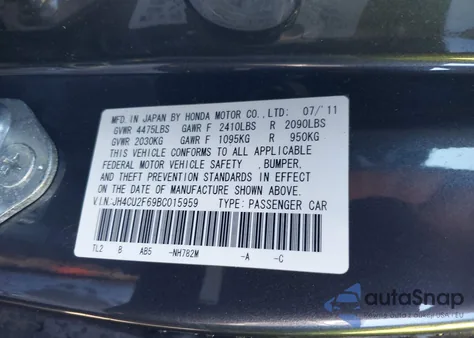 MFD. IN JAPAN BY HONDA MOTOR CO., LTD: 07/'11
GVWR 4475LBS GAWR F 2410LBS R 2090LBS
GVWR 2030KG GAWR F 1095KG R 950KG
THIS VEHICLE CONFORMS TO ALL APPLICABLE
FEDERAL MOTOR VEHICLE SAFETY , BUMPER,
AND THEFT PREVENTION STANDARDS IN EFFECT
ON THE DATE OF MANUFACTURE SHOWN ABOVE.
V.I.N.:JH4CU2F69BC015959 TYPE: PASSENGER CAR
TL2 B AB5 -NH782M -A -C
autoSnap